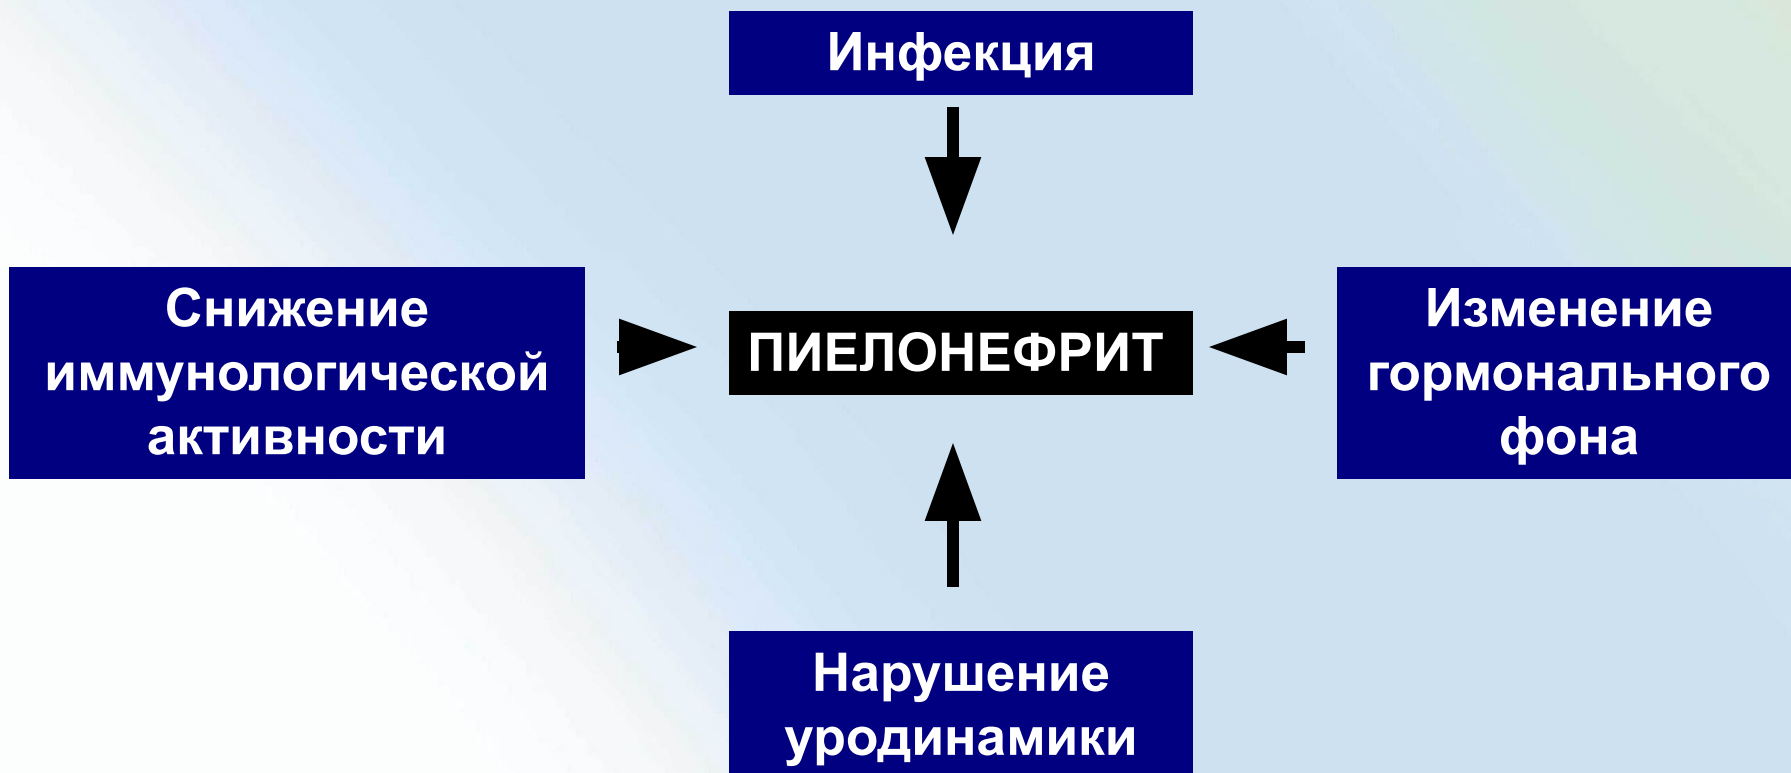 Инфекция
Снижение
иммунологической
активности
ПИЕЛОНЕФРИТ
Изменение
гормонального
фона
Нарушение
уродинамики